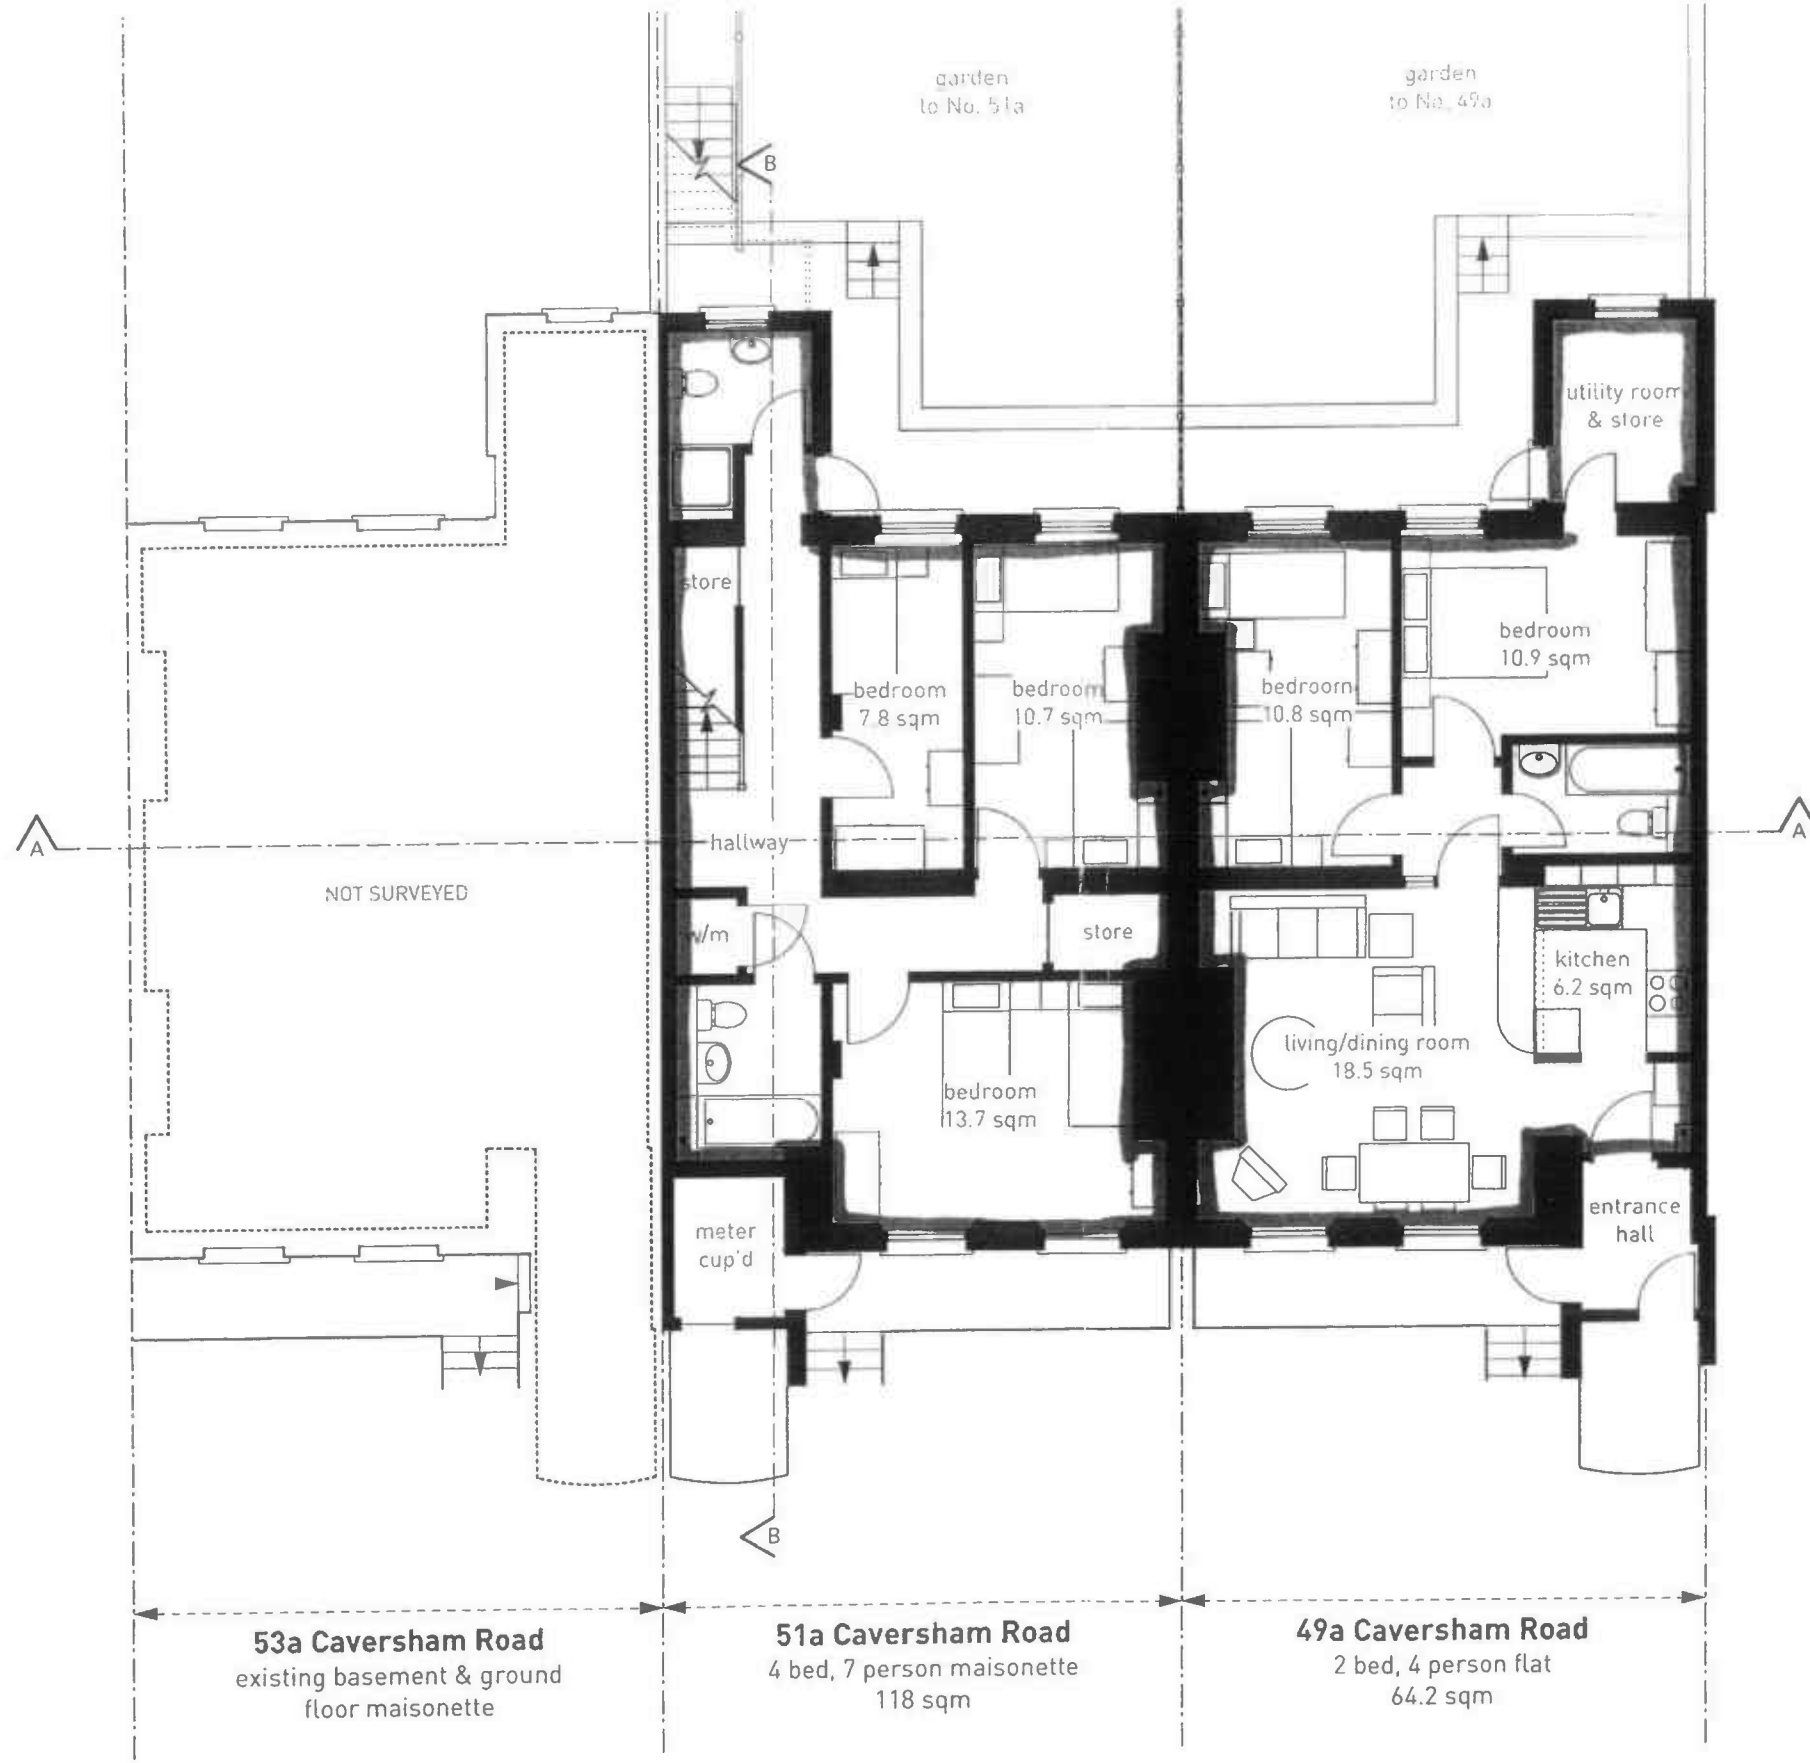 garden
to No. 51a
garden
to No. 49a
B
utility room
& store
store
bedroom
7.8 sqm
bedroom
10.7 sqm
bedroom
10.8 sqm
bedroom
10.9 sqm
A
hallway
A
NOT SURVEYED
w/m
store
kitchen
6.2 sqm
living/dining room
18.5 sqm
bedroom
13.7 sqm
meter
cup'd
entrance
hall
B
53a Caversham Road
existing basement & ground
floor maisonette
51a Caversham Road
4 bed, 7 person maisonette
118 sqm
49a Caversham Road
2 bed, 4 person flat
64.2 sqm